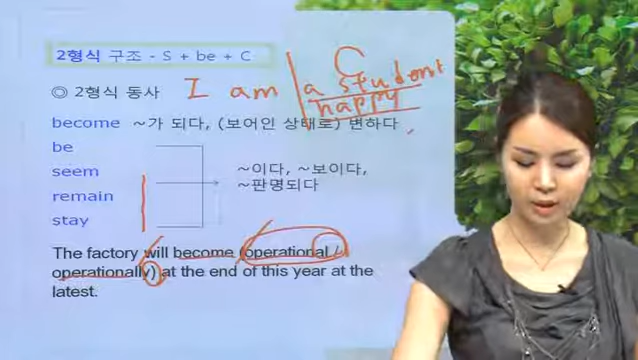 2형식 구조 - S + be + C
◎ 2형식 동사
I am a student
C
happy
become ~가 되다, (보어인 상태로) 변하다
be
seem
remain
stay
~이다, ~보이다,
~판명되다
The factory will become (operational /
operationally) at the end of this year at the
latest.